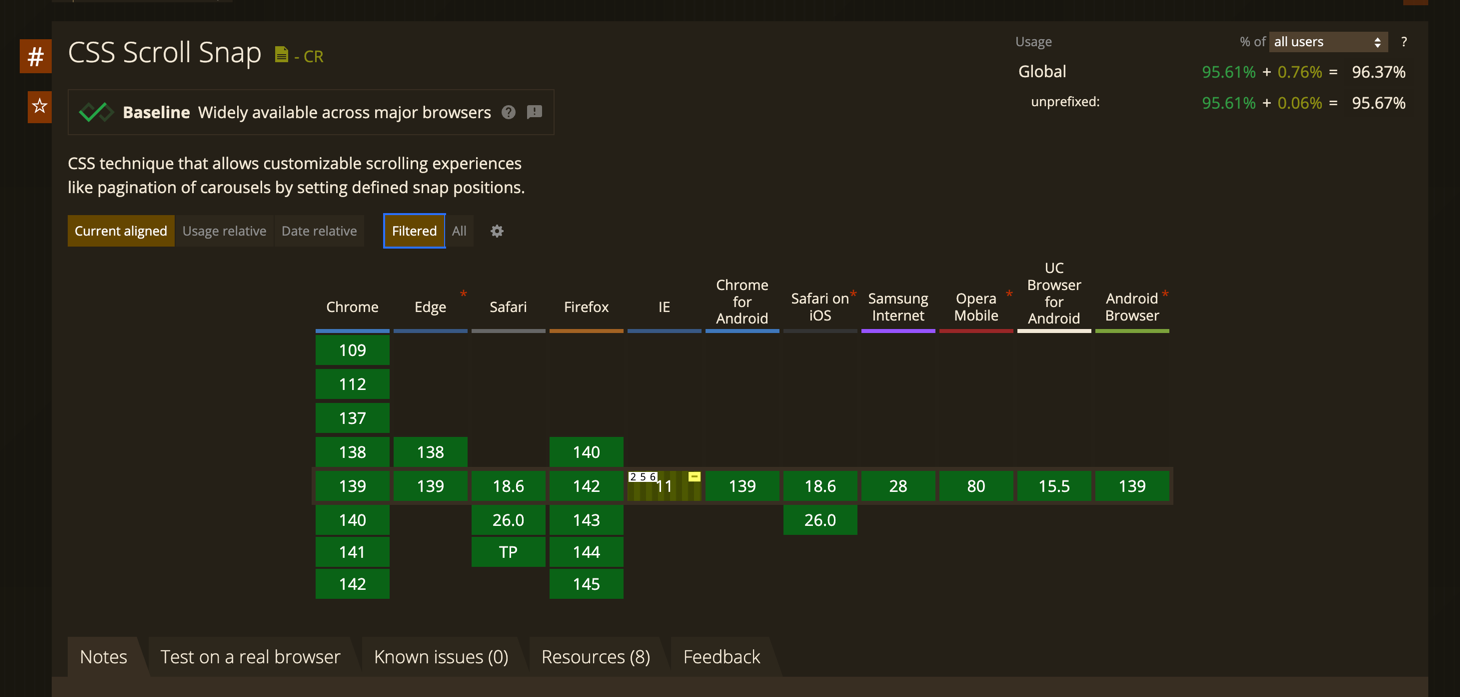 #
CSS Scroll Snap - CR
Usage % of all users ?
Global 95.61% + 0.76% = 96.37%
unprefixed: 95.61% + 0.06% = 95.67%
Baseline Widely available across major browsers ?
CSS technique that allows customizable scrolling experiences
like pagination of carousels by setting defined snap positions.
Current aligned Usage relative Date relative Filtered All
Chrome
Edge *
Safari
Firefox
IE
Chrome
for
Android
Safari on *
iOS
Samsung
Internet
Opera *
Mobile
UC
Browser
for
Android
Android *
Browser
109
112
137
138 138 140
139 139 18.6 142 2 5 6 11 139 18.6 28 80 15.5 139
140 26.0 143 26.0
141 TP 144
142 145
Notes Test on a real browser Known issues (0) Resources (8) Feedback